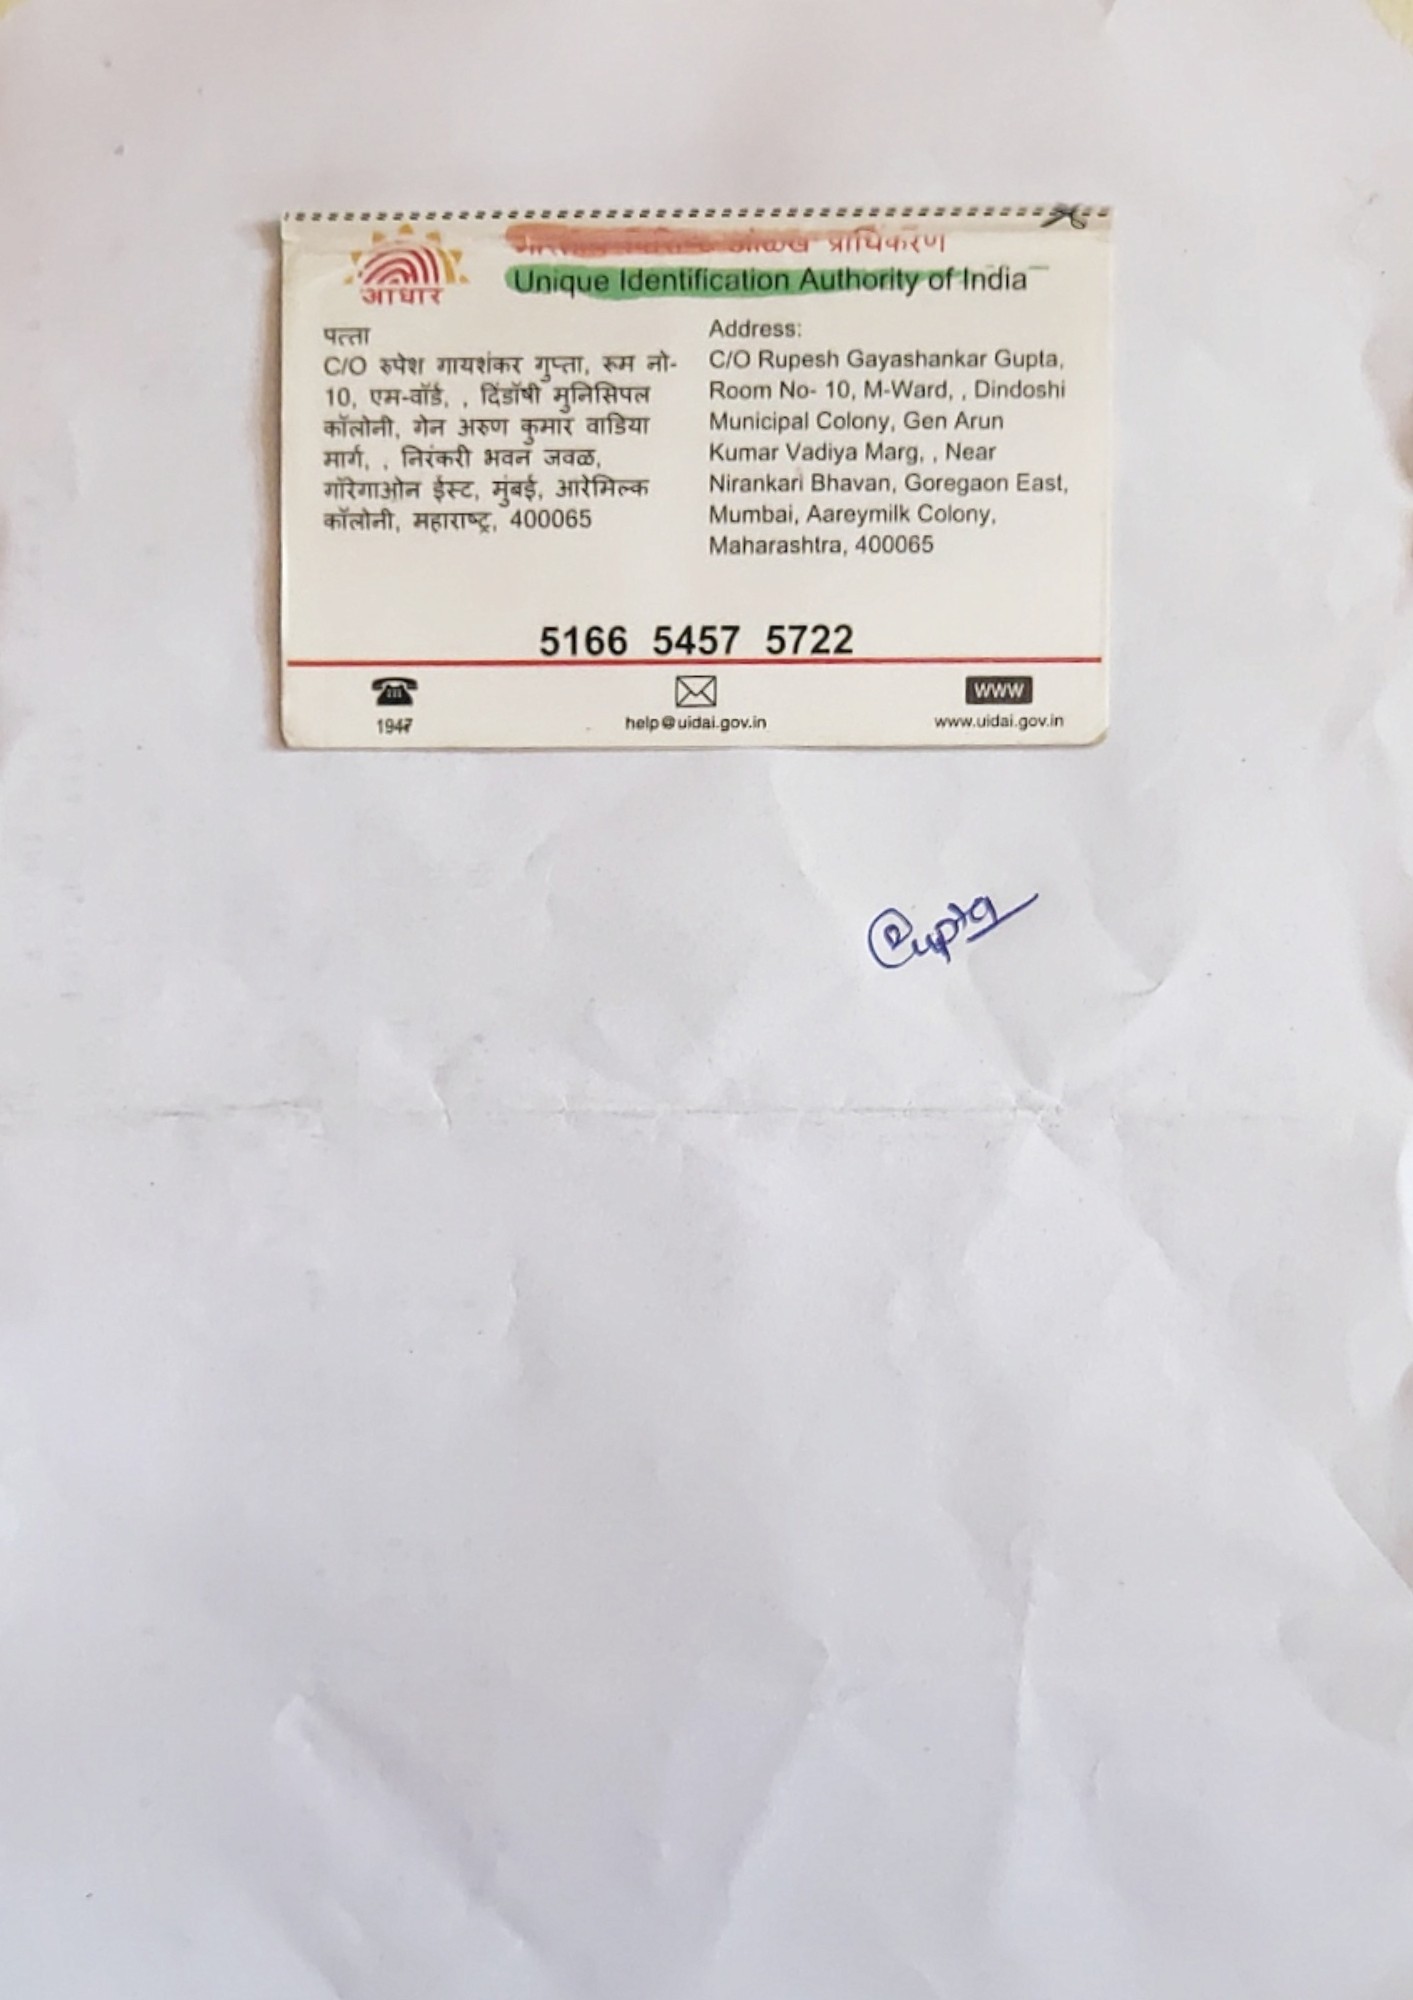 भारतीय विशिष्ट ओळख प्राधिकरण
Unique Identification Authority of India
आधार
पत्ता
C/O रुपेश गायशंकर गुप्ता, रूम नो-
10, एम-वॉर्ड, , दिंडॉषी मुनिसिपल
कॉलोनी, गेन अरुण कुमार वाडिया
मार्ग, , निरंकरी भवन जवळ,
गॉरेगाओन ईस्ट, मुंबई, आरेमिल्क
कॉलोनी, महाराष्ट्र, 400065
Address:
C/O Rupesh Gayashankar Gupta,
Room No- 10, M-Ward, , Dindoshi
Municipal Colony, Gen Arun
Kumar Vadiya Marg, , Near
Nirankari Bhavan, Goregaon East,
Mumbai, Aareymilk Colony,
Maharashtra, 400065
5166 5457 5722
1947
help@uidai.gov.in
WWW
www.uidai.gov.in
Gupta